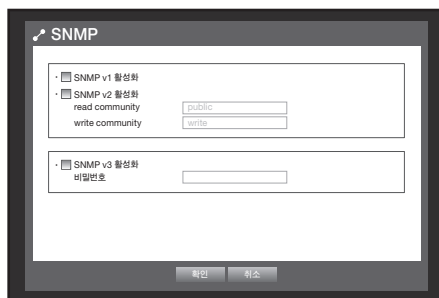 SNMP
· SNMP v1 활성화
· SNMP v2 활성화
read community public
write community write
· SNMP v3 활성화
비밀번호
확인 취소